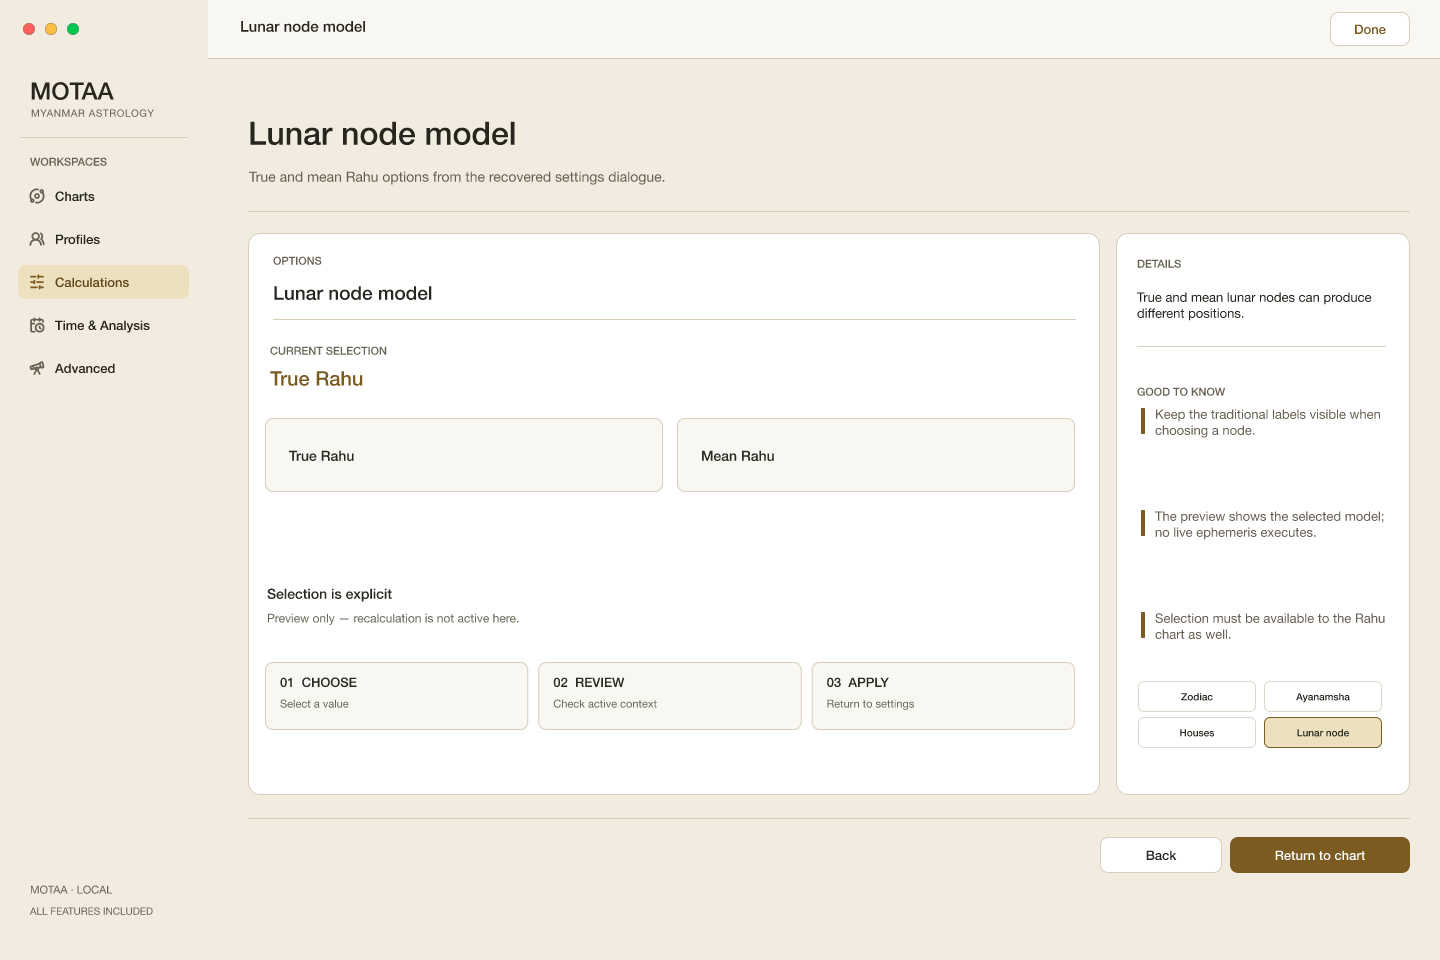 Lunar node model
Done
MOTAA
MYANMAR ASTROLOGY
WORKSPACES
Charts
Profiles
Calculations
Time & Analysis
Advanced
MOTAA · LOCAL
ALL FEATURES INCLUDED
Lunar node model
True and mean Rahu options from the recovered settings dialogue.
OPTIONS
Lunar node model
CURRENT SELECTION
True Rahu
True Rahu
Mean Rahu
Selection is explicit
Preview only — recalculation is not active here.
01 CHOOSE
Select a value
02 REVIEW
Check active context
03 APPLY
Return to settings
DETAILS
True and mean lunar nodes can produce
different positions.
GOOD TO KNOW
Keep the traditional labels visible when
choosing a node.
The preview shows the selected model;
no live ephemeris executes.
Selection must be available to the Rahu
chart as well.
Zodiac
Ayanamsha
Houses
Lunar node
Back
Return to chart